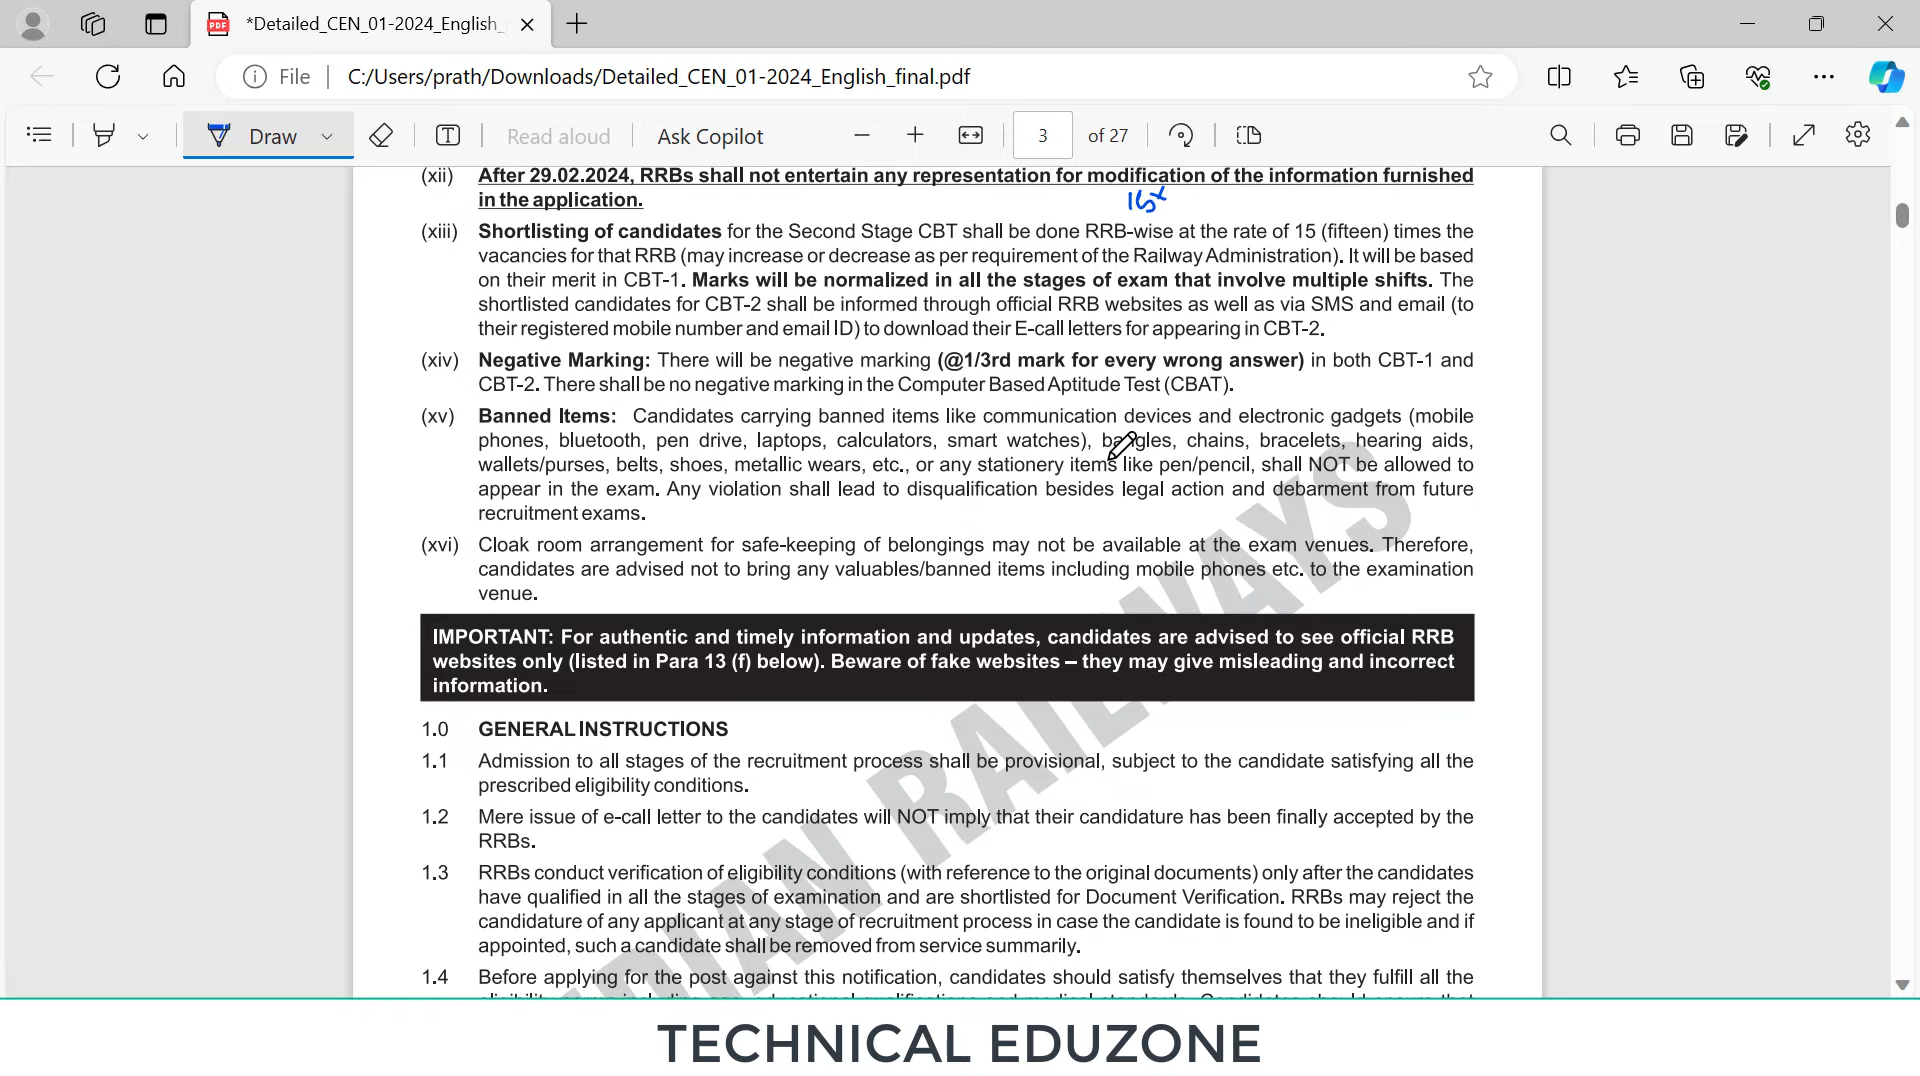 *Detailed_CEN_01-2024_English_
File
C:/Users/prath/Downloads/Detailed_CEN_01-2024_English_final.pdf
Draw
Read aloud
Ask Copilot
3 of 27
(xii) After 29.02.2024, RRBs shall not entertain any representation for modification of the information furnished
in the application.
15x
(xiii) Shortlisting of candidates for the Second Stage CBT shall be done RRB-wise at the rate of 15 (fifteen) times the
vacancies for that RRB (may increase or decrease as per requirement of the Railway Administration). It will be based
on their merit in CBT-1. Marks will be normalized in all the stages of exam that involve multiple shifts. The
shortlisted candidates for CBT-2 shall be informed through official RRB websites as well as via SMS and email (to
their registered mobile number and email ID) to download their E-call letters for appearing in CBT-2.
(xiv) Negative Marking: There will be negative marking (@1/3rd mark for every wrong answer) in both CBT-1 and
CBT-2. There shall be no negative marking in the Computer Based Aptitude Test (CBAT).
(xv) Banned Items: Candidates carrying banned items like communication devices and electronic gadgets (mobile
phones, bluetooth, pen drive, laptops, calculators, smart watches), bangles, chains, bracelets, hearing aids,
wallets/purses, belts, shoes, metallic wears, etc., or any stationery items like pen/pencil, shall NOT be allowed to
appear in the exam. Any violation shall lead to disqualification besides legal action and debarment from future
recruitment exams.
(xvi) Cloak room arrangement for safe-keeping of belongings may not be available at the exam venues. Therefore,
candidates are advised not to bring any valuables/banned items including mobile phones etc. to the examination
venue.
IMPORTANT: For authentic and timely information and updates, candidates are advised to see official RRB
websites only (listed in Para 13 (f) below). Beware of fake websites – they may give misleading and incorrect
information.
1.0 GENERAL INSTRUCTIONS
1.1 Admission to all stages of the recruitment process shall be provisional, subject to the candidate satisfying all the
prescribed eligibility conditions.
1.2 Mere issue of e-call letter to the candidates will NOT imply that their candidature has been finally accepted by the
RRBs.
1.3 RRBs conduct verification of eligibility conditions (with reference to the original documents) only after the candidates
have qualified in all the stages of examination and are shortlisted for Document Verification. RRBs may reject the
candidature of any applicant at any stage of recruitment process in case the candidate is found to be ineligible and if
appointed, such a candidate shall be removed from service summarily.
1.4 Before applying for the post against this notification, candidates should satisfy themselves that they fulfill all the
DIAN RAILWAYS
TECHNICAL EDUZONE